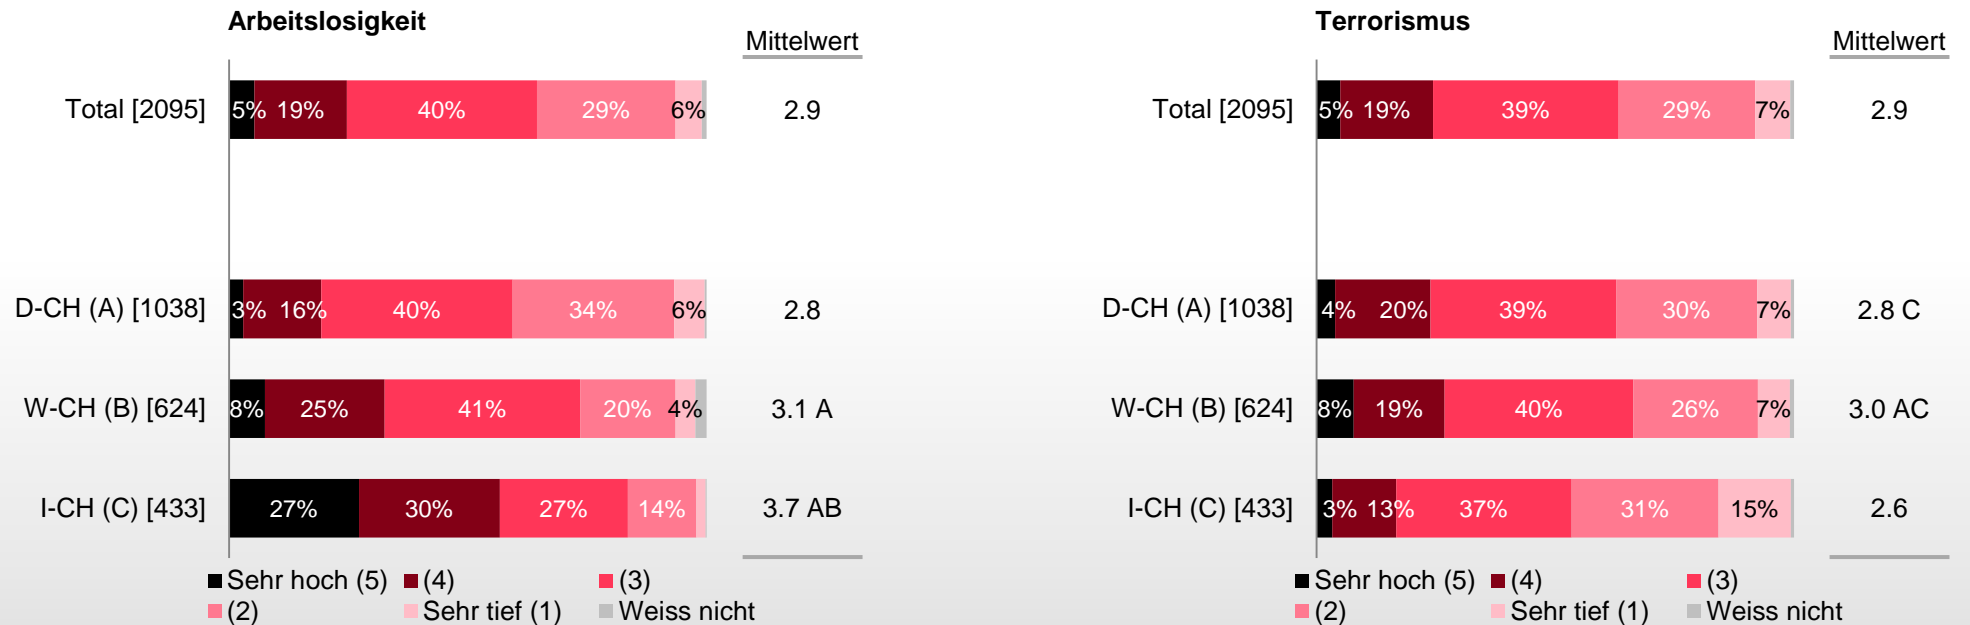 Arbeitslosigkeit
Mittelwert
Total [2095] 5% 19% 40% 29% 6% 2.9
D-CH (A) [1038] 3% 16% 40% 34% 6% 2.8
W-CH (B) [624] 8% 25% 41% 20% 4% 3.1 A
I-CH (C) [433] 27% 30% 27% 14% 3.7 AB
Sehr hoch (5) (4) (3)
(2) Sehr tief (1) Weiss nicht
Terrorismus
Mittelwert
Total [2095] 5% 19% 39% 29% 7% 2.9
D-CH (A) [1038] 4% 20% 39% 30% 7% 2.8 C
W-CH (B) [624] 8% 19% 40% 26% 7% 3.0 AC
I-CH (C) [433] 3% 13% 37% 31% 15% 2.6
Sehr hoch (5) (4) (3)
(2) Sehr tief (1) Weiss nicht